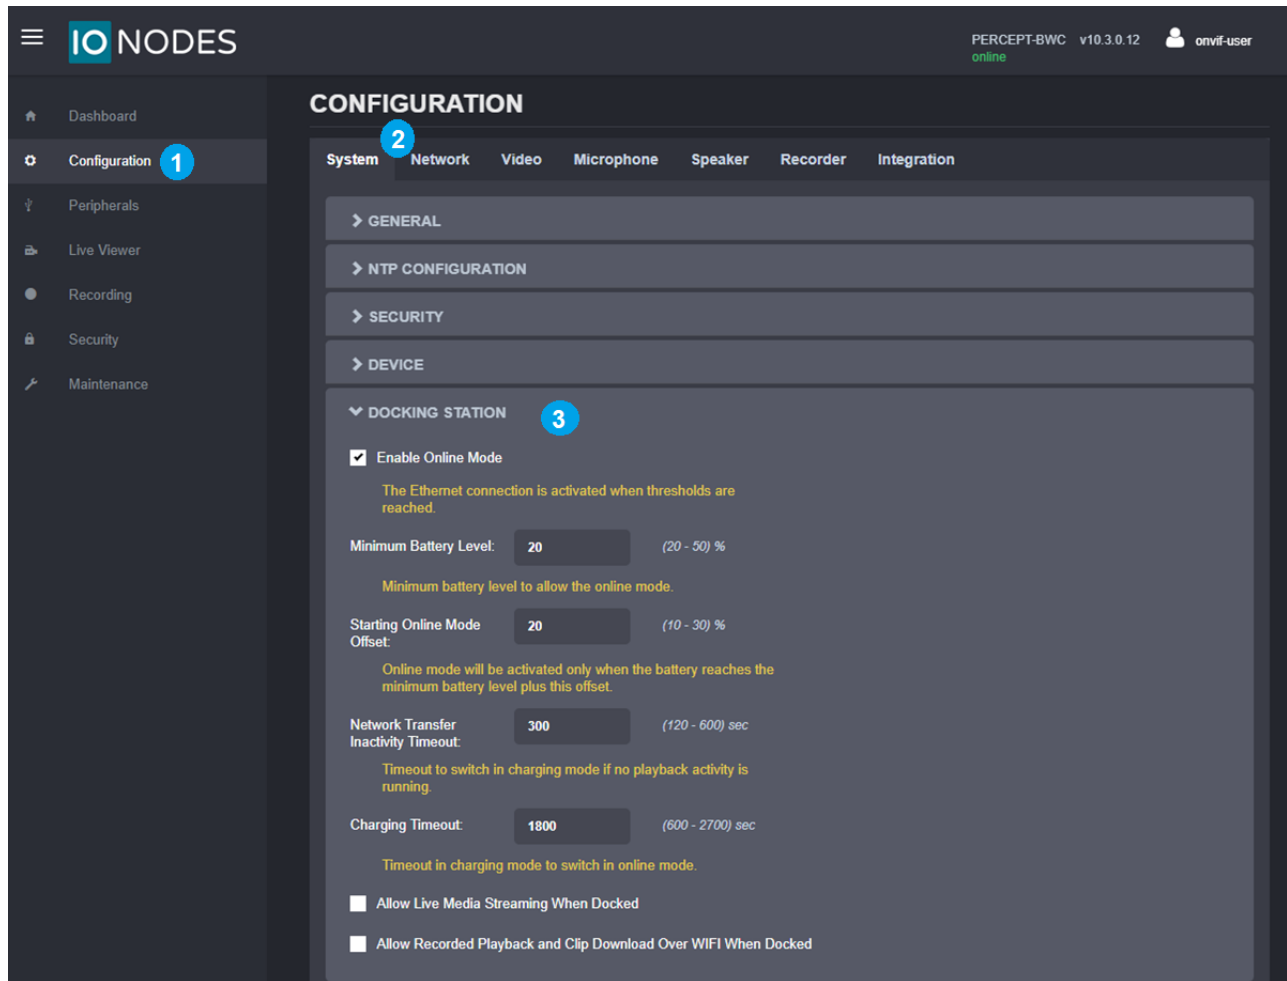 IO NODES
PERCEPT-BWC v10.3.0.12
online
onvif-user
Dashboard
Configuration 1
Peripherals
Live Viewer
Recording
Security
Maintenance
CONFIGURATION
2
System Network Video Microphone Speaker Recorder Integration
GENERAL
NTP CONFIGURATION
SECURITY
DEVICE
DOCKING STATION 3
Enable Online Mode
The Ethernet connection is activated when thresholds are
reached.
Minimum Battery Level: 20 (20 - 50) %
Minimum battery level to allow the online mode.
Starting Online Mode
Offset: 20 (10 - 30) %
Online mode will be activated only when the battery reaches the
minimum battery level plus this offset.
Network Transfer
Inactivity Timeout: 300 (120 - 600) sec
Timeout to switch in charging mode if no playback activity is
running.
Charging Timeout: 1800 (600 - 2700) sec
Timeout in charging mode to switch in online mode.
Allow Live Media Streaming When Docked
Allow Recorded Playback and Clip Download Over WIFI When Docked